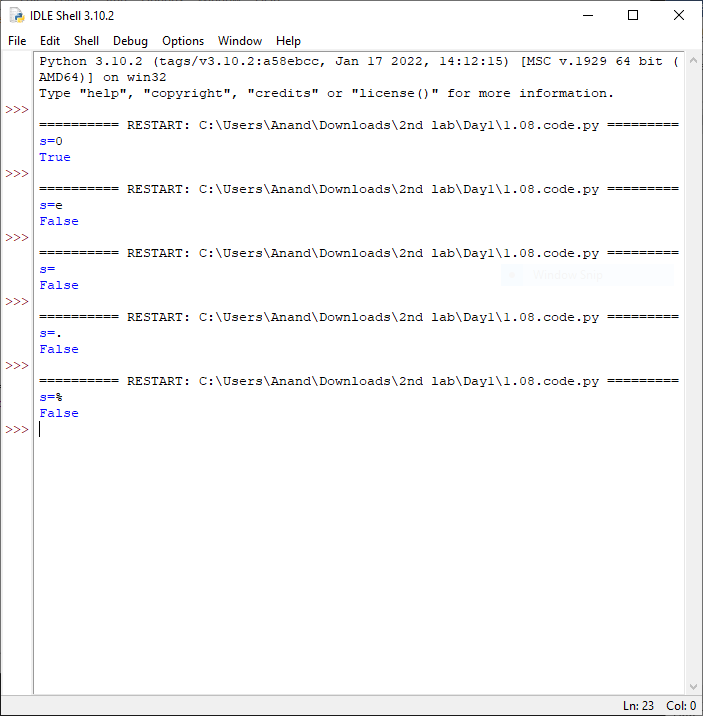 IDLE Shell 3.10.2
File Edit Shell Debug Options Window Help
Python 3.10.2 (tags/v3.10.2:a58ebcc, Jan 17 2022, 14:12:15) [MSC v.1929 64 bit (
AMD64)] on win32
Type "help", "copyright", "credits" or "license()" for more information.
>>>
========== RESTART: C:\Users\Anand\Downloads\2nd lab\Day1\1.08.code.py =========
s=0
True
>>>
========== RESTART: C:\Users\Anand\Downloads\2nd lab\Day1\1.08.code.py =========
s=e
False
>>>
========== RESTART: C:\Users\Anand\Downloads\2nd lab\Day1\1.08.code.py =========
s=
False
>>>
========== RESTART: C:\Users\Anand\Downloads\2nd lab\Day1\1.08.code.py =========
s=.
False
>>>
========== RESTART: C:\Users\Anand\Downloads\2nd lab\Day1\1.08.code.py =========
s=%
False
>>>
Ln: 23 Col: 0